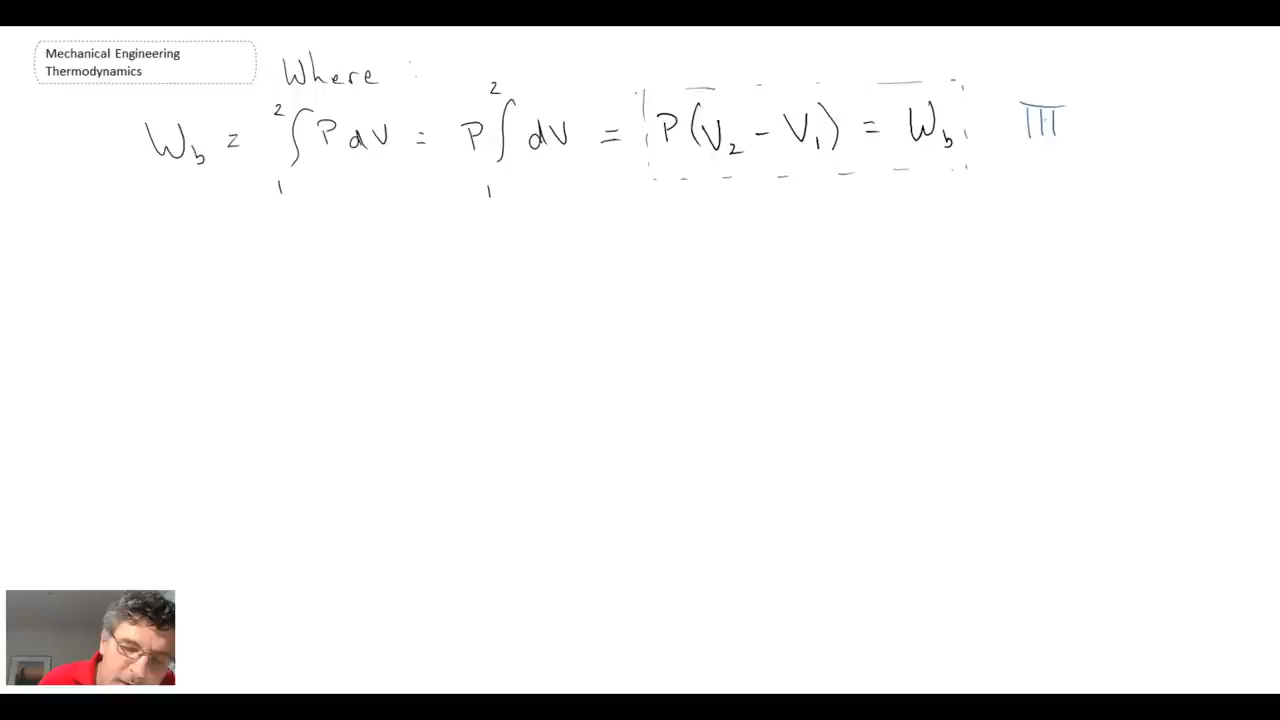 Mechanical Engineering
Thermodynamics
Where :
W_b = ∫₁² P dV = P ∫₁² dV = P(V₂ - V₁) = W_b III